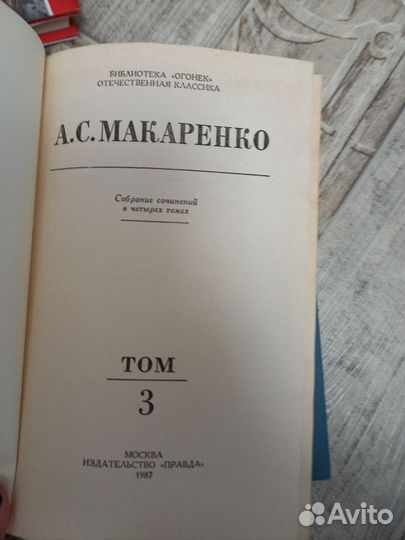 БИБЛИОТЕКА «ОГОНЕК»
ОТЕЧЕСТВЕННАЯ КЛАССИКА
А.С.МАКАРЕНКО
Собрание сочинений
в четырех томах
ТОМ
3
МОСКВА
ИЗДАТЕЛЬСТВО «ПРАВДА»
1987
Avito